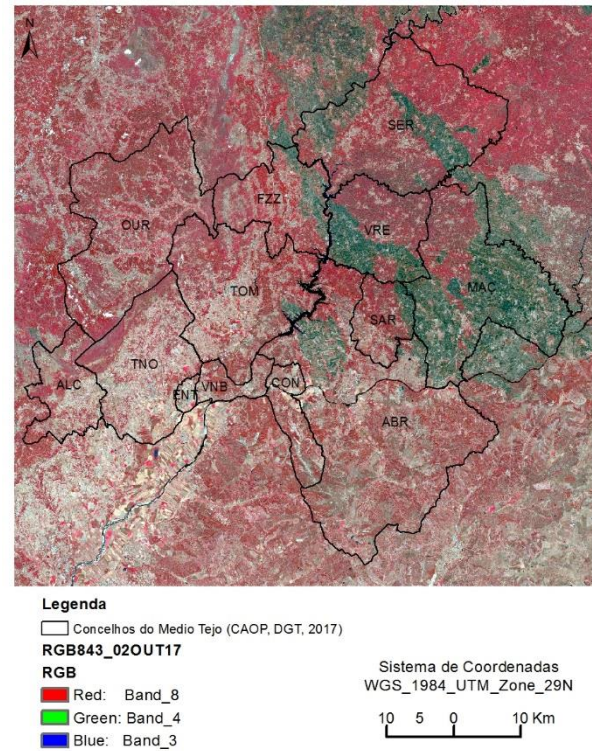 N
SER
FZZ
OUR
VRE
TOM
MAC
SAR
TNO
ALC
ENT
VNB
CON
ABR
Legenda
Concelhos do Medio Tejo (CAOP, DGT, 2017)
RGB843_02OUT17
RGB
Red: Band_8
Green: Band_4
Blue: Band_3
Sistema de Coordenadas
WGS_1984_UTM_Zone_29N
10 5 0 10 Km